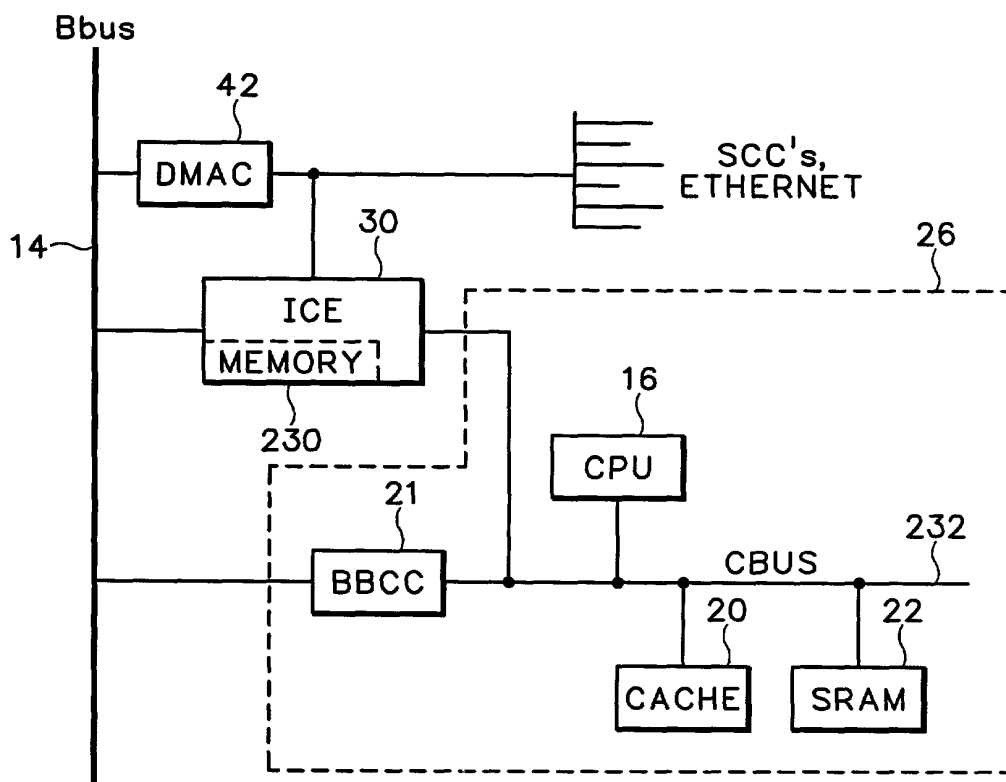 Bbus
42
DMAC
SCC's,
ETHERNET
14
30
26
ICE
MEMORY
230
16
CPU
21
BBCC
CBUS
232
20
22
CACHE
SRAM